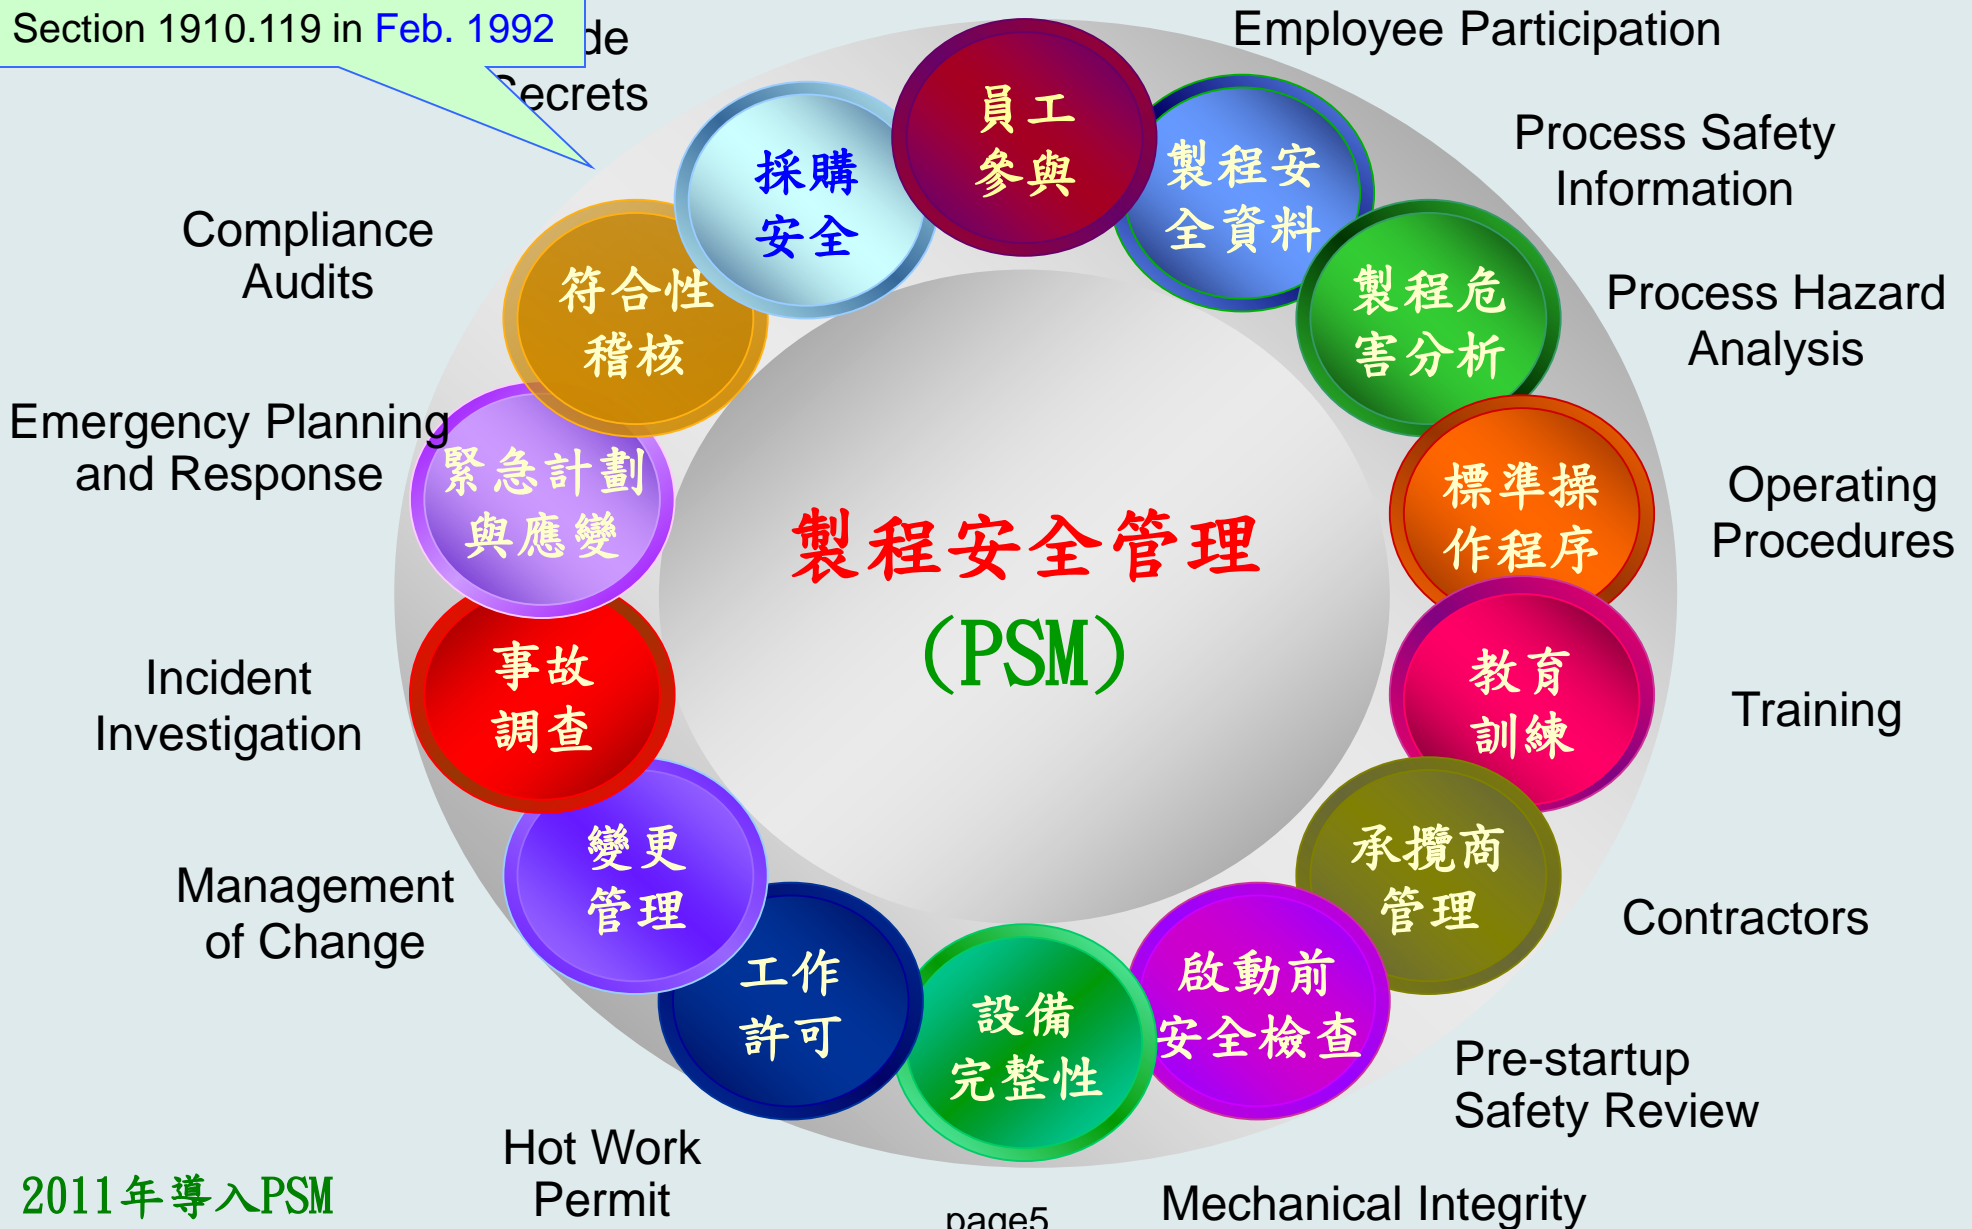 Section 1910.119 in Feb. 1992
Employee Participation
員工
參與
Process Safety
Information
製程安
全資料
Process Hazard
Analysis
製程危
害分析
Operating
Procedures
標準操
作程序
Training
教育
訓練
Contractors
承攬商
管理
Pre-startup
Safety Review
啟動前
安全檢查
Mechanical Integrity
設備
完整性
Hot Work
Permit
工作
許可
Management
of Change
變更
管理
Incident
Investigation
事故
調查
Emergency Planning
and Response
緊急計劃
與應變
Compliance
Audits
符合性
稽核
採購
安全
製程安全管理
(PSM)
2011年導入PSM
page5